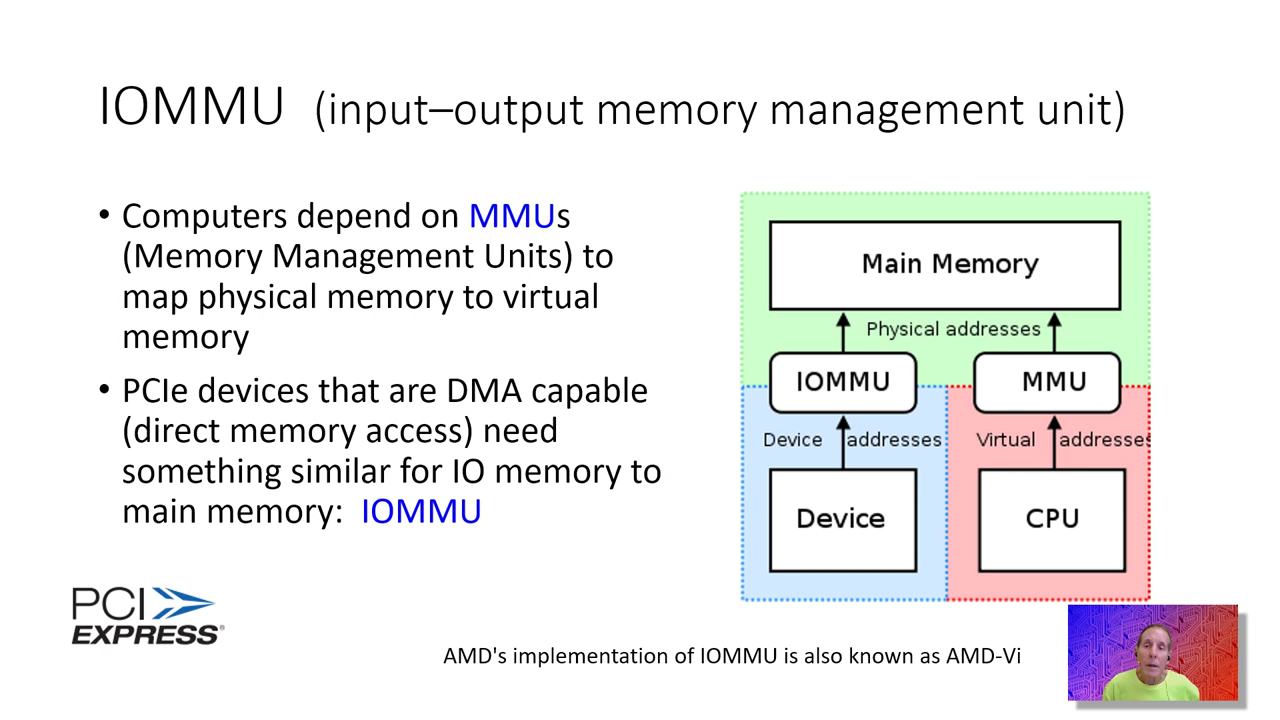 IOMMU (input–output memory management unit)
• Computers depend on MMUs
(Memory Management Units) to
map physical memory to virtual
memory
• PCIe devices that are DMA capable
(direct memory access) need
something similar for IO memory to
main memory: IOMMU
Main Memory
Physical addresses
IOMMU
MMU
Device addresses
Virtual addresses
Device
CPU
PCI
EXPRESS®
AMD's implementation of IOMMU is also known as AMD-Vi